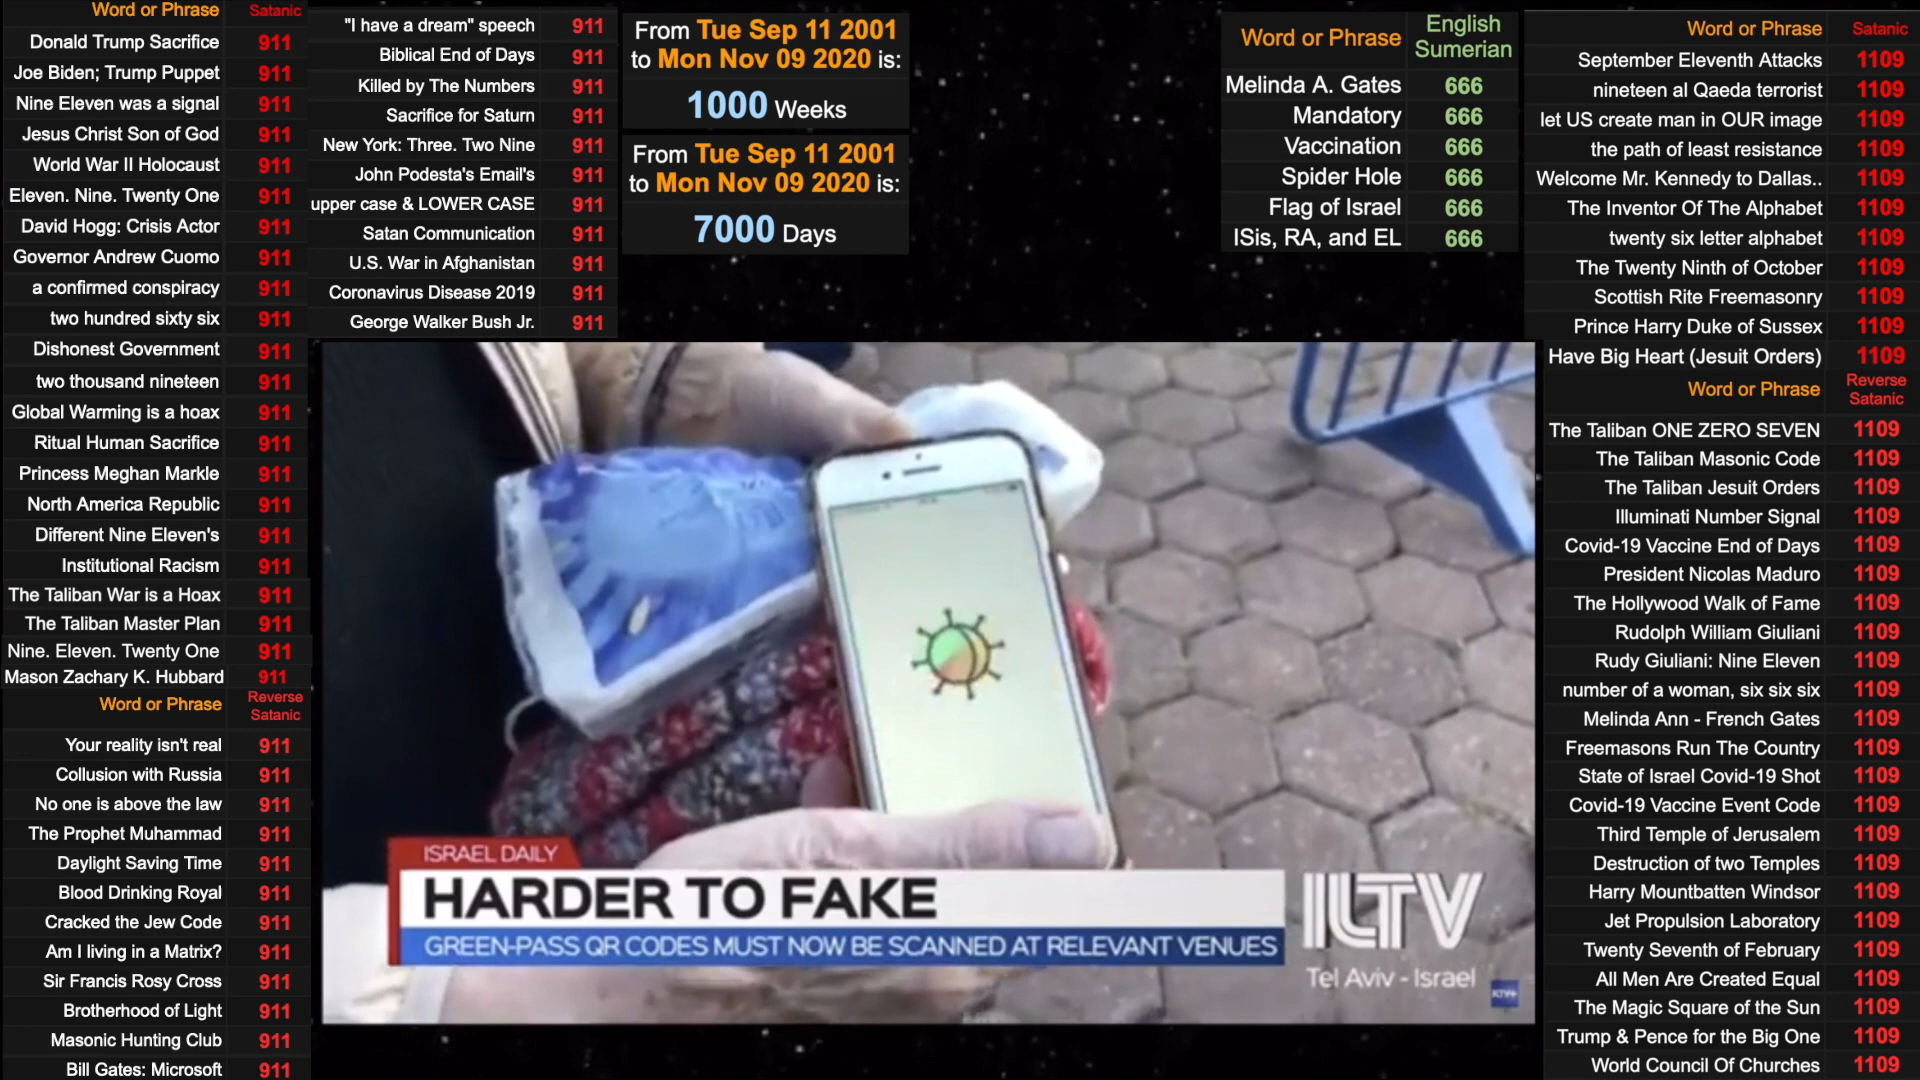 Word or Phrase Satanic
Donald Trump Sacrifice 911
Joe Biden; Trump Puppet 911
Nine Eleven was a signal 911
Jesus Christ Son of God 911
World War II Holocaust 911
Eleven. Nine. Twenty One 911
David Hogg: Crisis Actor 911
Governor Andrew Cuomo 911
a confirmed conspiracy 911
two hundred sixty six 911
Dishonest Government 911
two thousand nineteen 911
Global Warming is a hoax 911
Ritual Human Sacrifice 911
Princess Meghan Markle 911
North America Republic 911
Different Nine Eleven's 911
Institutional Racism 911
The Taliban War is a Hoax 911
The Taliban Master Plan 911
Nine. Eleven. Twenty One 911
Mason Zachary K. Hubbard 911
Word or Phrase Reverse Satanic
Your reality isn't real 911
Collusion with Russia 911
No one is above the law 911
The Prophet Muhammad 911
Daylight Saving Time 911
Blood Drinking Royal 911
Cracked the Jew Code 911
Am I living in a Matrix? 911
Sir Francis Rosy Cross 911
Brotherhood of Light 911
Masonic Hunting Club 911
Bill Gates: Microsoft 911
"I have a dream" speech 911
Biblical End of Days 911
Killed by The Numbers 911
Sacrifice for Saturn 911
New York: Three. Two Nine 911
John Podesta's Email's 911
upper case & LOWER CASE 911
Satan Communication 911
U.S. War in Afghanistan 911
Coronavirus Disease 2019 911
George Walker Bush Jr. 911
From Tue Sep 11 2001
to Mon Nov 09 2020 is:
1000 Weeks
From Tue Sep 11 2001
to Mon Nov 09 2020 is:
7000 Days
Word or Phrase English Sumerian
Melinda A. Gates 666
Mandatory 666
Vaccination 666
Spider Hole 666
Flag of Israel 666
ISis, RA, and EL 666
ISRAEL DAILY
HARDER TO FAKE
GREEN-PASS QR CODES MUST NOW BE SCANNED AT RELEVANT VENUES
ILTV
Tel Aviv - Israel
KTV+
Word or Phrase Satanic
September Eleventh Attacks 1109
nineteen al Qaeda terrorist 1109
let US create man in OUR image 1109
the path of least resistance 1109
Welcome Mr. Kennedy to Dallas.. 1109
The Inventor Of The Alphabet 1109
twenty six letter alphabet 1109
The Twenty Ninth of October 1109
Scottish Rite Freemasonry 1109
Prince Harry Duke of Sussex 1109
Have Big Heart (Jesuit Orders) 1109
Word or Phrase Reverse Satanic
The Taliban ONE ZERO SEVEN 1109
The Taliban Masonic Code 1109
The Taliban Jesuit Orders 1109
Illuminati Number Signal 1109
Covid-19 Vaccine End of Days 1109
President Nicolas Maduro 1109
The Hollywood Walk of Fame 1109
Rudolph William Giuliani 1109
Rudy Giuliani: Nine Eleven 1109
number of a woman, six six six 1109
Melinda Ann - French Gates 1109
Freemasons Run The Country 1109
State of Israel Covid-19 Shot 1109
Covid-19 Vaccine Event Code 1109
Third Temple of Jerusalem 1109
Destruction of two Temples 1109
Harry Mountbatten Windsor 1109
Jet Propulsion Laboratory 1109
Twenty Seventh of February 1109
All Men Are Created Equal 1109
The Magic Square of the Sun 1109
Trump & Pence for the Big One 1109
World Council Of Churches 1109